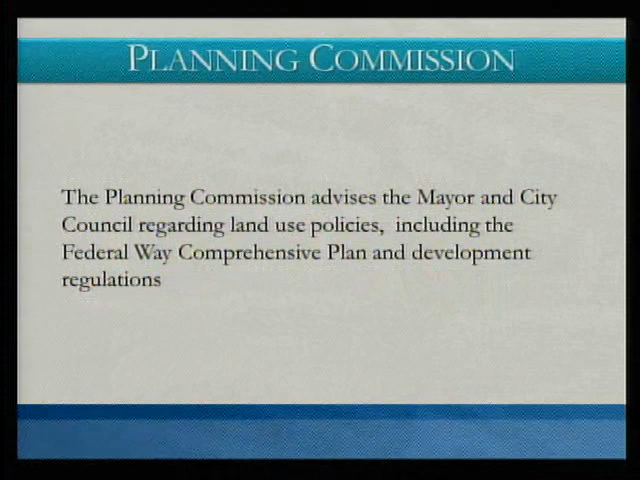 PLANNING COMMISSION
The Planning Commission advises the Mayor and City
Council regarding land use policies, including the
Federal Way Comprehensive Plan and development
regulations